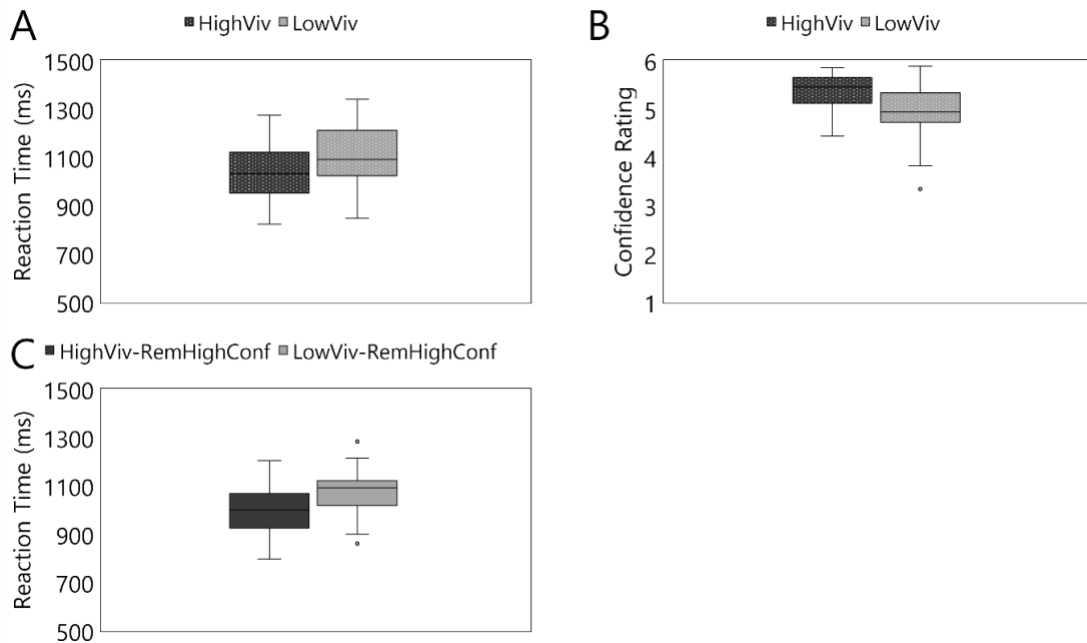 A
HighViv LowViv
Reaction Time (ms)
1500
1300
1100
900
700
500
B
HighViv LowViv
Confidence Rating
6
5
4
3
2
1
C
HighViv-RemHighConf LowViv-RemHighConf
Reaction Time (ms)
1500
1300
1100
900
700
500